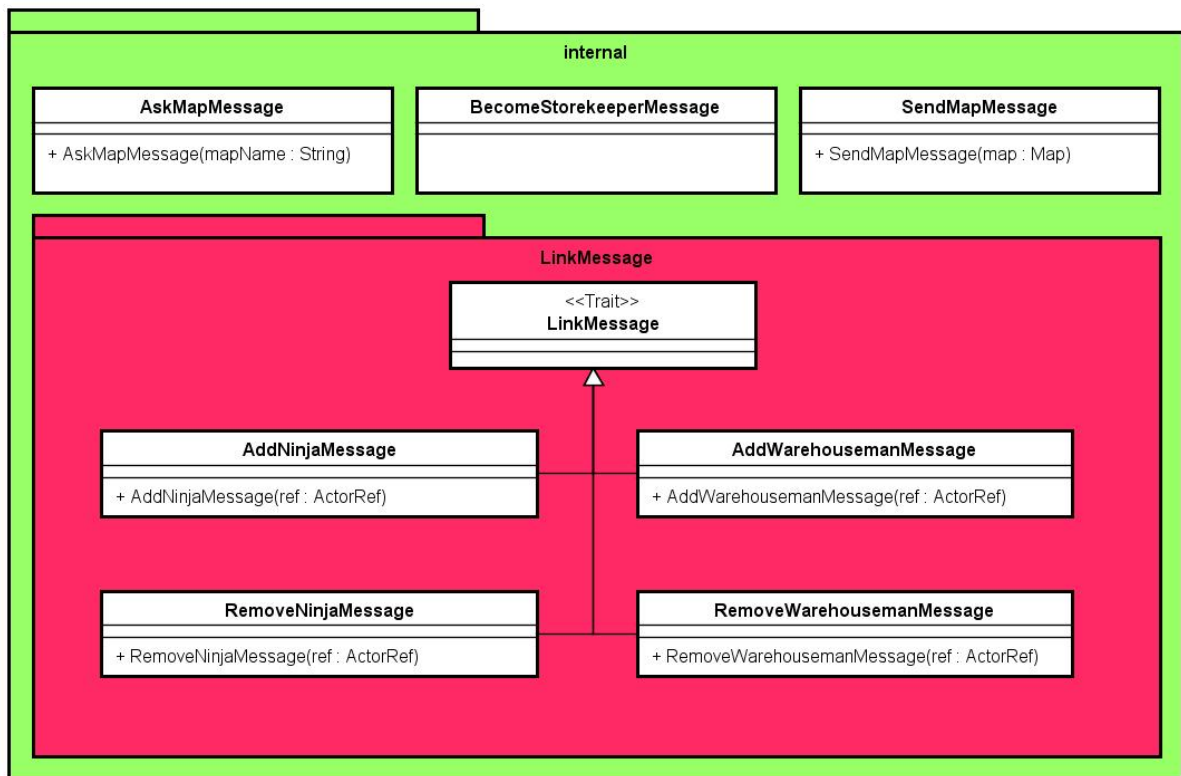 internal
AskMapMessage
+ AskMapMessage(mapName : String)
BecomeStorekeeperMessage
SendMapMessage
+ SendMapMessage(map : Map)
LinkMessage
<<Trait>>
LinkMessage
AddNinjaMessage
+ AddNinjaMessage(ref : ActorRef)
AddWarehousemanMessage
+ AddWarehousemanMessage(ref : ActorRef)
RemoveNinjaMessage
+ RemoveNinjaMessage(ref : ActorRef)
RemoveWarehousemanMessage
+ RemoveWarehousemanMessage(ref : ActorRef)